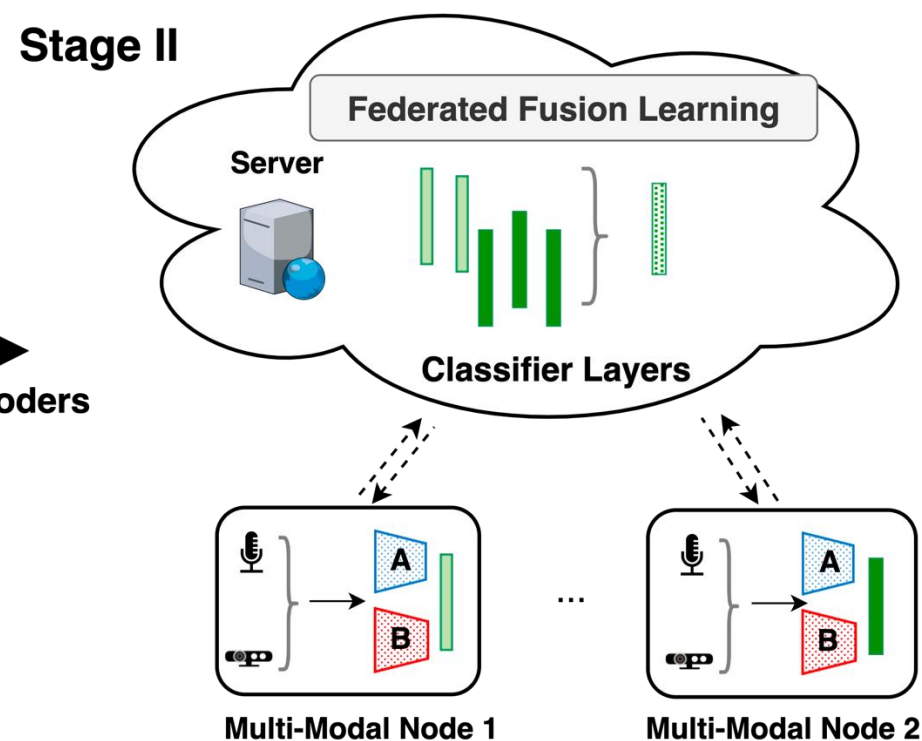 Stage II
Federated Fusion Learning
Server
Classifier Layers
oders
A
B
...
A
B
Multi-Modal Node 1
Multi-Modal Node 2